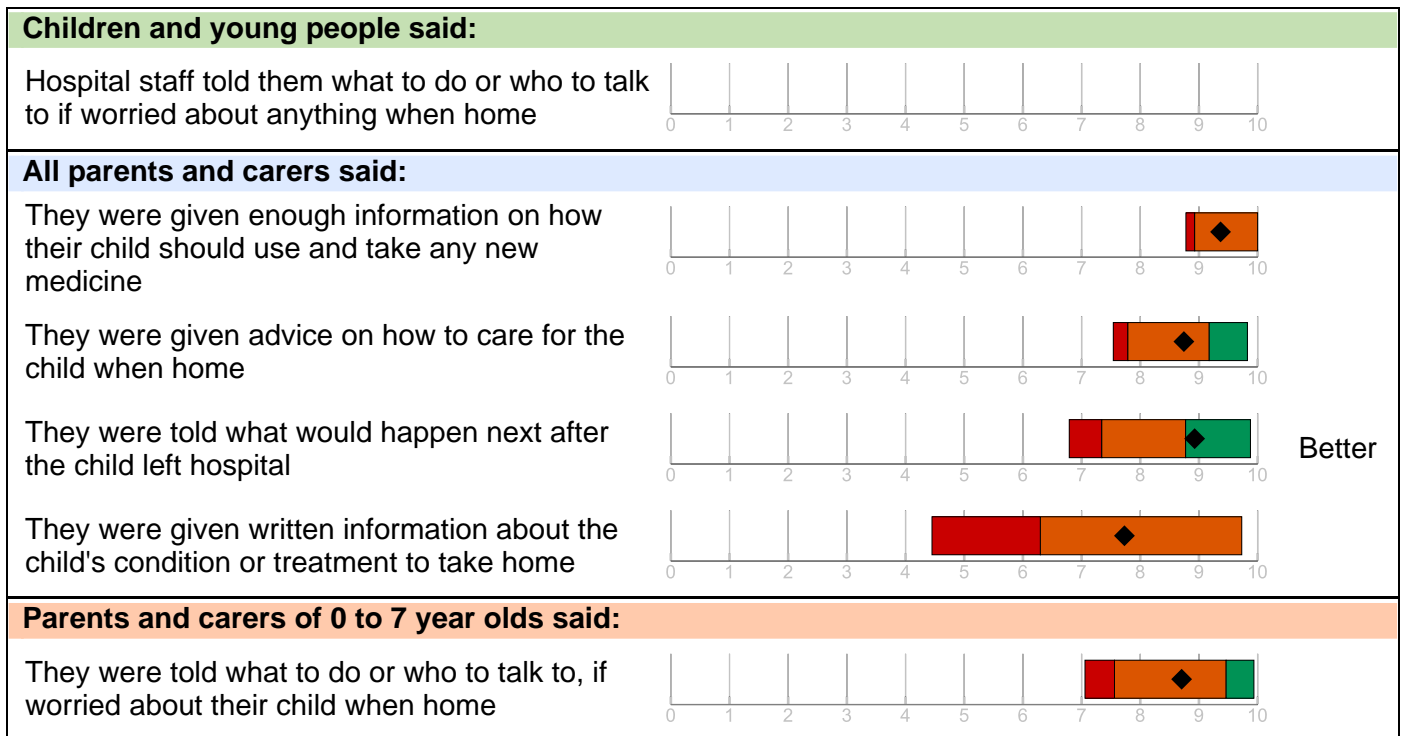 Children and young people said:
Hospital staff told them what to do or who to talk
to if worried about anything when home
0 1 2 3 4 5 6 7 8 9 10
All parents and carers said:
They were given enough information on how
their child should use and take any new
medicine
0 1 2 3 4 5 6 7 8 9 10
They were given advice on how to care for the
child when home
0 1 2 3 4 5 6 7 8 9 10
They were told what would happen next after
the child left hospital
0 1 2 3 4 5 6 7 8 9 10
Better
They were given written information about the
child's condition or treatment to take home
0 1 2 3 4 5 6 7 8 9 10
Parents and carers of 0 to 7 year olds said:
They were told what to do or who to talk to, if
worried about their child when home
0 1 2 3 4 5 6 7 8 9 10